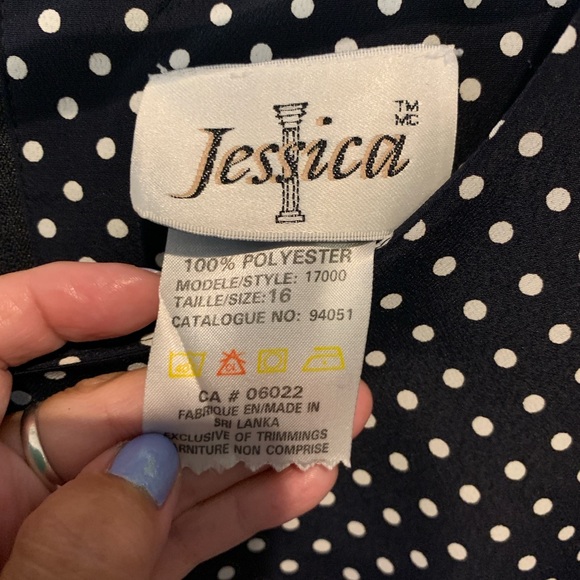 Jessica
TM
MC
100% POLYESTER
MODELE/STYLE: 17000
TAILLE/SIZE: 16
CATALOGUE NO: 94051
CA # 06022
FABRIQUE EN/MADE IN
SRI LANKA
EXCLUSIVE OF TRIMMINGS
GARNITURE NON COMPRISE